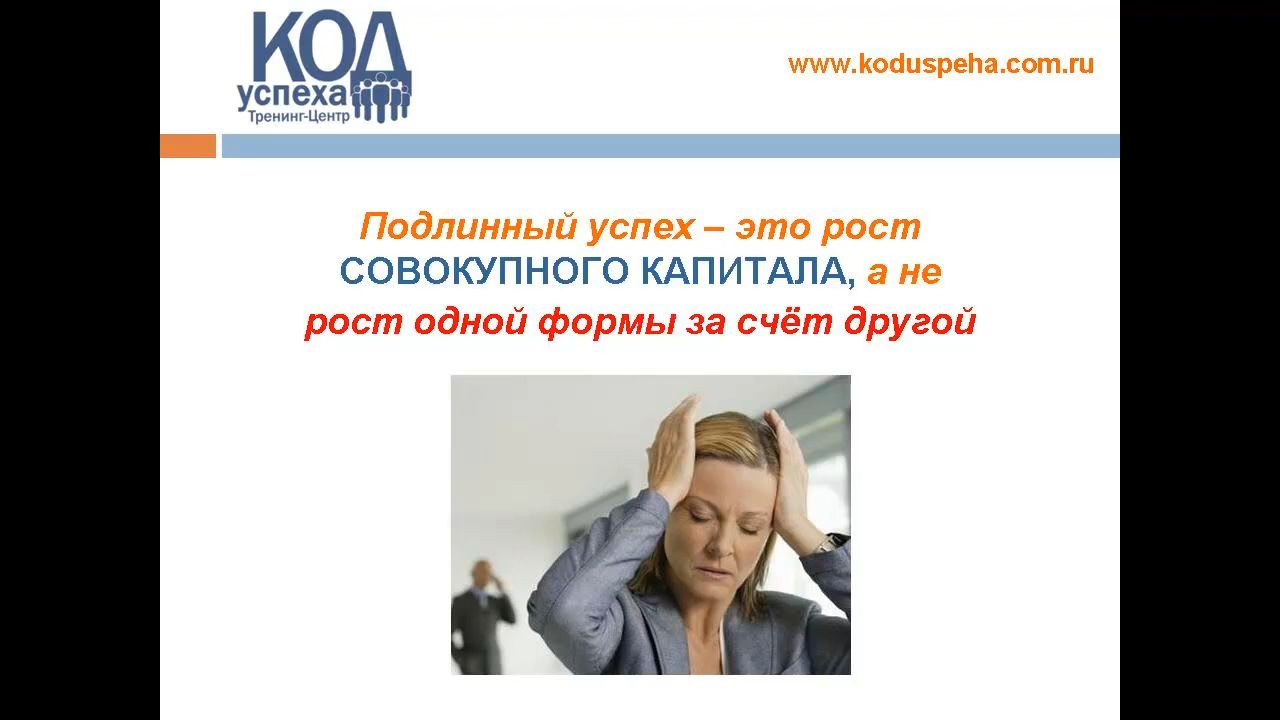 КОД
успеха
Тренинг-Центр
www.koduspeha.com.ru
Подлинный успех – это рост
СОВОКУПНОГО КАПИТАЛА, а не
рост одной формы за счёт другой